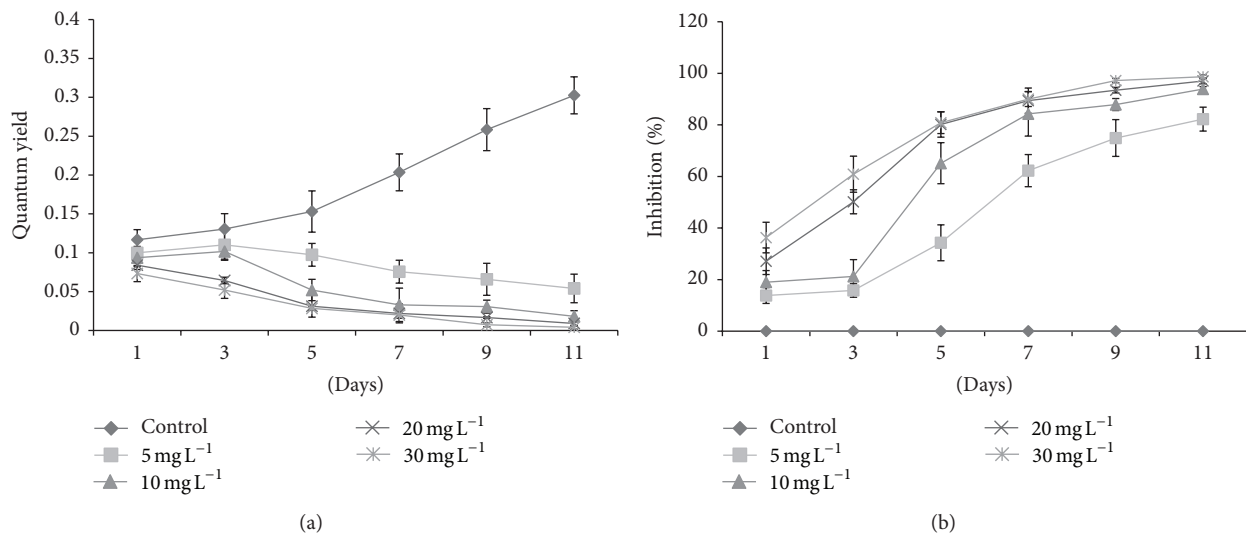 0.4
0.35
0.3
0.25
0.2
0.15
0.1
0.05
0
Quantum yield
1 3 5 7 9 11
(Days)
Control
5 mg L⁻¹
10 mg L⁻¹
20 mg L⁻¹
30 mg L⁻¹
(a)
120
100
80
60
40
20
0
Inhibition (%)
1 3 5 7 9 11
(Days)
Control
5 mg L⁻¹
10 mg L⁻¹
20 mg L⁻¹
30 mg L⁻¹
(b)